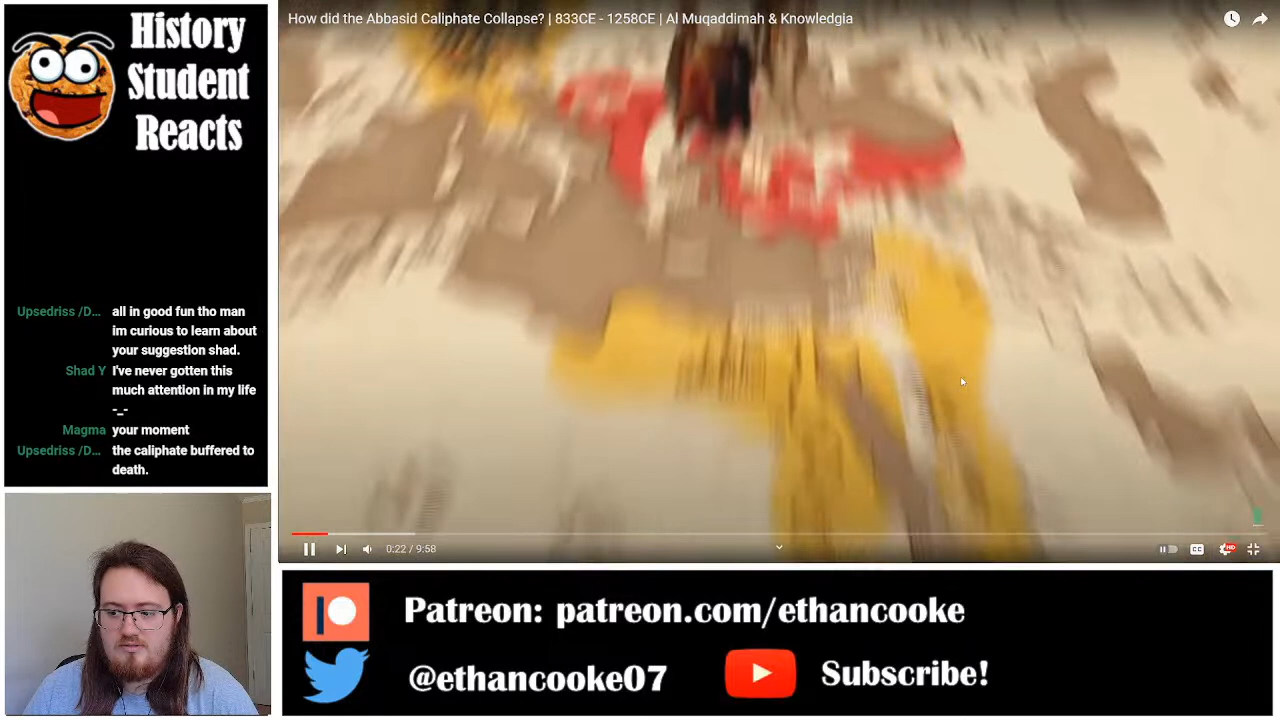 How did the Abbasid Caliphate Collapse? | 833CE - 1258CE | Al Muqaddimah & Knowledgia
History
Student
Reacts
Upsedriss /D... all in good fun tho man
im curious to learn about
your suggestion shad.
Shad Y I've never gotten this
much attention in my life
-_-
Magma your moment
Upsedriss /D... the caliphate buffered to
death.
0:22 / 9:58
CC
HD
Patreon: patreon.com/ethancooke
@ethancooke07
Subscribe!